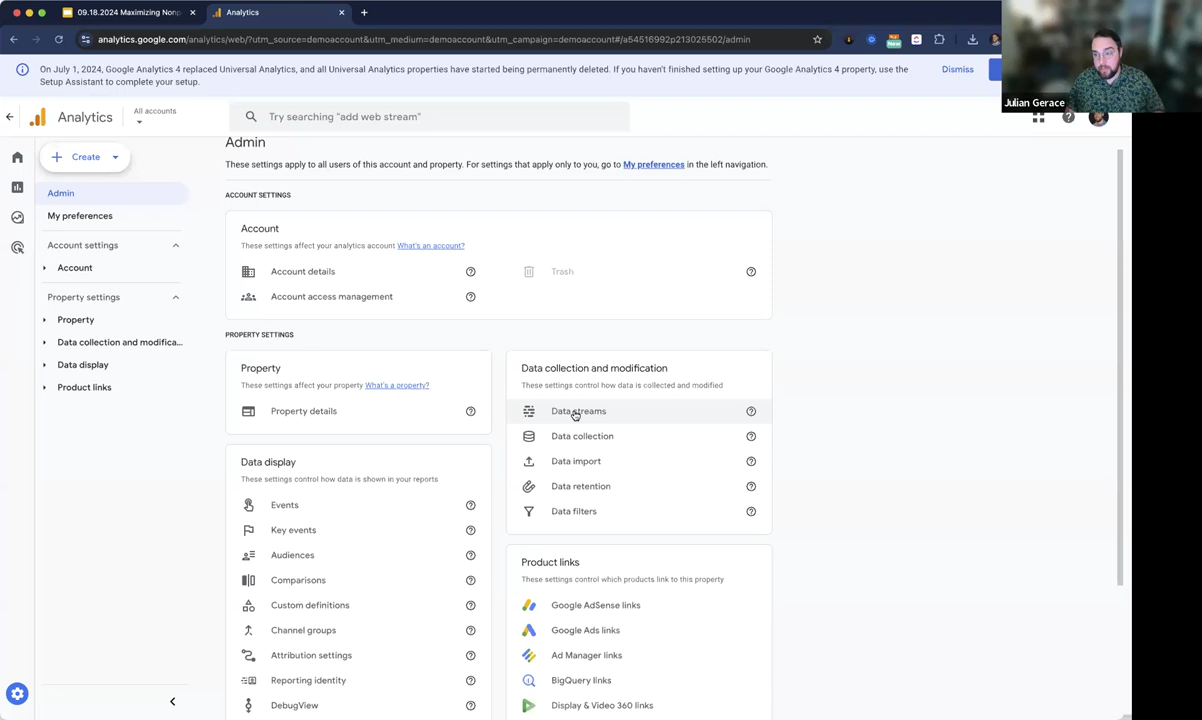 09.18.2024 Maximizing Nonp
Analytics
analytics.google.com/analytics/web/?utm_source=demoaccount&utm_medium=demoaccount&utm_campaign=demoaccount#/a54516992p213025502/admin
New
On July 1, 2024, Google Analytics 4 replaced Universal Analytics, and all Universal Analytics properties have started being permanently deleted. If you haven't finished setting up your Google Analytics 4 property, use the
Setup Assistant to complete your setup.
Dismiss
Julian Gerace
Analytics
All accounts
Try searching "add web stream"
Create
Admin
My preferences
Account settings
Account
Property settings
Property
Data collection and modifica...
Data display
Product links
Admin
These settings apply to all users of this account and property. For settings that apply only to you, go to My preferences in the left navigation.
ACCOUNT SETTINGS
Account
These settings affect your analytics account What's an account?
Account details
Trash
Account access management
PROPERTY SETTINGS
Property
These settings affect your property What's a property?
Property details
Data collection and modification
These settings control how data is collected and modified
Data streams
Data collection
Data import
Data retention
Data filters
Data display
These settings control how data is shown in your reports
Events
Key events
Audiences
Comparisons
Custom definitions
Channel groups
Attribution settings
Reporting identity
DebugView
Product links
These settings control which products link to this property
Google AdSense links
Google Ads links
Ad Manager links
BigQuery links
Display & Video 360 links